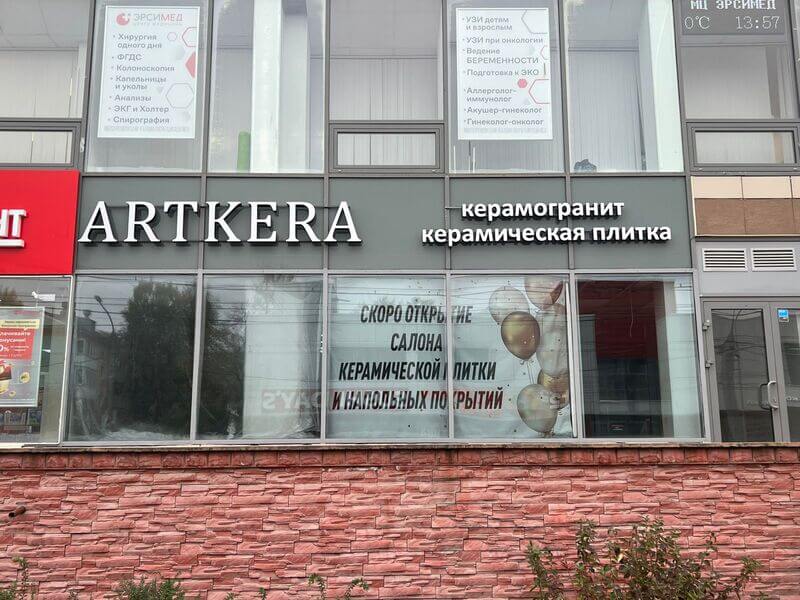 ЭРСИМЕД
• Хирургия
одного дня
• ФГДС
• Колоноскопия
• Капельницы
и уколы
• Анализы
• ЭКГ и Холтер
• Спирография
• УЗИ детям
и взрослым
• УЗИ при онкологии
• Ведение
БЕРЕМЕННОСТИ
• Подготовка к ЭКО
• Аллерголог-
иммунолог
• Акушер-гинеколог
• Гинеколог-онколог
МЦ ЭРСИМЕД
0°C 13:57
ARTKERA
керамогранит
керамическая плитка
СКОРО ОТКРЫТИЕ
САЛОНА
КЕРАМИЧЕСКОЙ ПЛИТКИ
И НАПОЛЬНЫХ ПОКРЫТИЙ